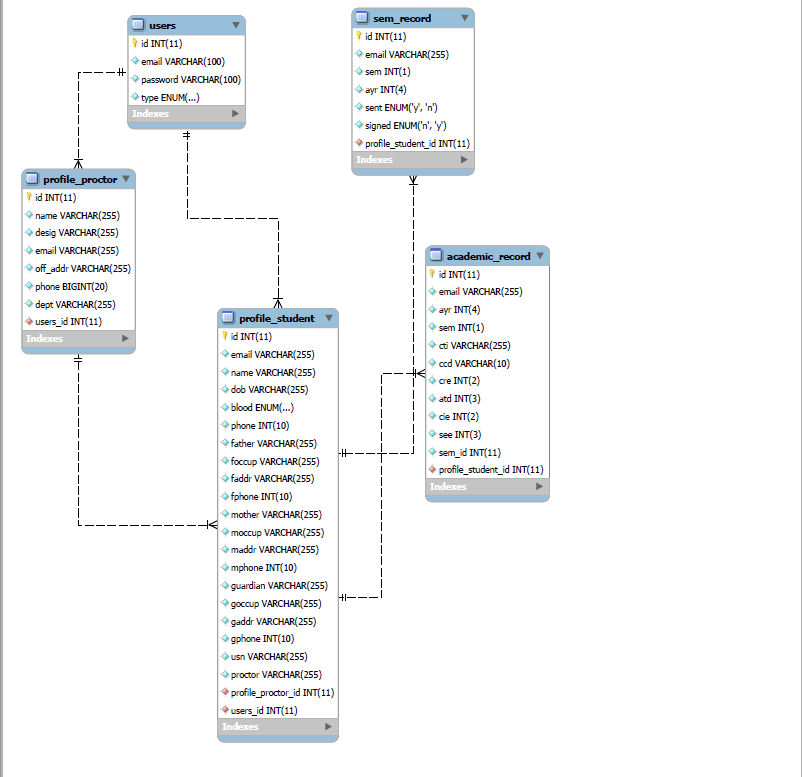 users
id INT(11)
email VARCHAR(100)
password VARCHAR(100)
type ENUM(...)
Indexes
sem_record
id INT(11)
email VARCHAR(255)
sem INT(1)
ayr INT(4)
sent ENUM('y', 'n')
signed ENUM('n', 'y')
profile_student_id INT(11)
Indexes
profile_proctor
id INT(11)
name VARCHAR(255)
desig VARCHAR(255)
email VARCHAR(255)
off_addr VARCHAR(255)
phone BIGINT(20)
dept VARCHAR(255)
users_id INT(11)
Indexes
academic_record
id INT(11)
email VARCHAR(255)
ayr INT(4)
sem INT(1)
cti VARCHAR(255)
ccd VARCHAR(10)
cre INT(2)
atd INT(3)
cie INT(2)
see INT(3)
sem_id INT(11)
profile_student_id INT(11)
Indexes
profile_student
id INT(11)
email VARCHAR(255)
name VARCHAR(255)
dob VARCHAR(255)
blood ENUM(...)
phone INT(10)
father VARCHAR(255)
foccup VARCHAR(255)
faddr VARCHAR(255)
fphone INT(10)
mother VARCHAR(255)
moccup VARCHAR(255)
maddr VARCHAR(255)
mphone INT(10)
guardian VARCHAR(255)
goccup VARCHAR(255)
gaddr VARCHAR(255)
gphone INT(10)
usn VARCHAR(255)
proctor VARCHAR(255)
profile_proctor_id INT(11)
users_id INT(11)
Indexes